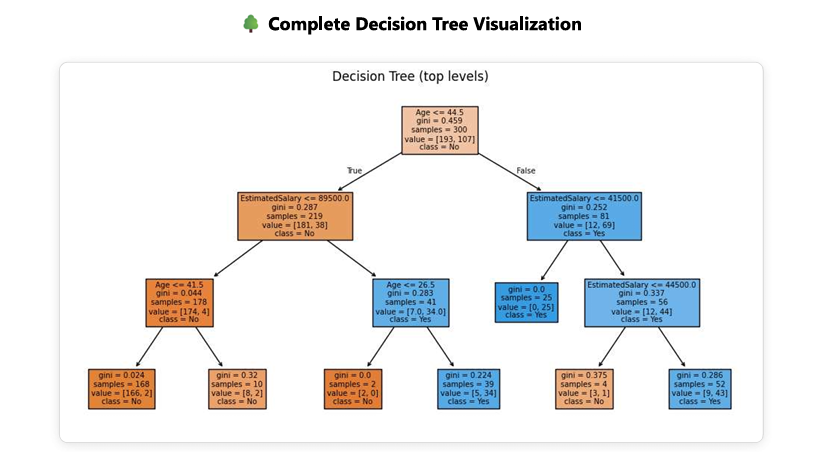 🌳 Complete Decision Tree Visualization
Decision Tree (top levels)
Age <= 44.5
gini = 0.459
samples = 300
value = [193, 107]
class = No
True
False
EstimatedSalary <= 89500.0
gini = 0.287
samples = 219
value = [181, 38]
class = No
EstimatedSalary <= 41500.0
gini = 0.252
samples = 81
value = [12, 69]
class = Yes
Age <= 41.5
gini = 0.044
samples = 178
value = [174, 4]
class = No
Age <= 26.5
gini = 0.283
samples = 41
value = [7.0, 34.0]
class = Yes
gini = 0.0
samples = 25
value = [0, 25]
class = Yes
EstimatedSalary <= 44500.0
gini = 0.337
samples = 56
value = [12, 44]
class = Yes
gini = 0.024
samples = 168
value = [166, 2]
class = No
gini = 0.32
samples = 10
value = [8, 2]
class = No
gini = 0.0
samples = 2
value = [2, 0]
class = No
gini = 0.224
samples = 39
value = [5, 34]
class = Yes
gini = 0.375
samples = 4
value = [3, 1]
class = No
gini = 0.286
samples = 52
value = [9, 43]
class = Yes